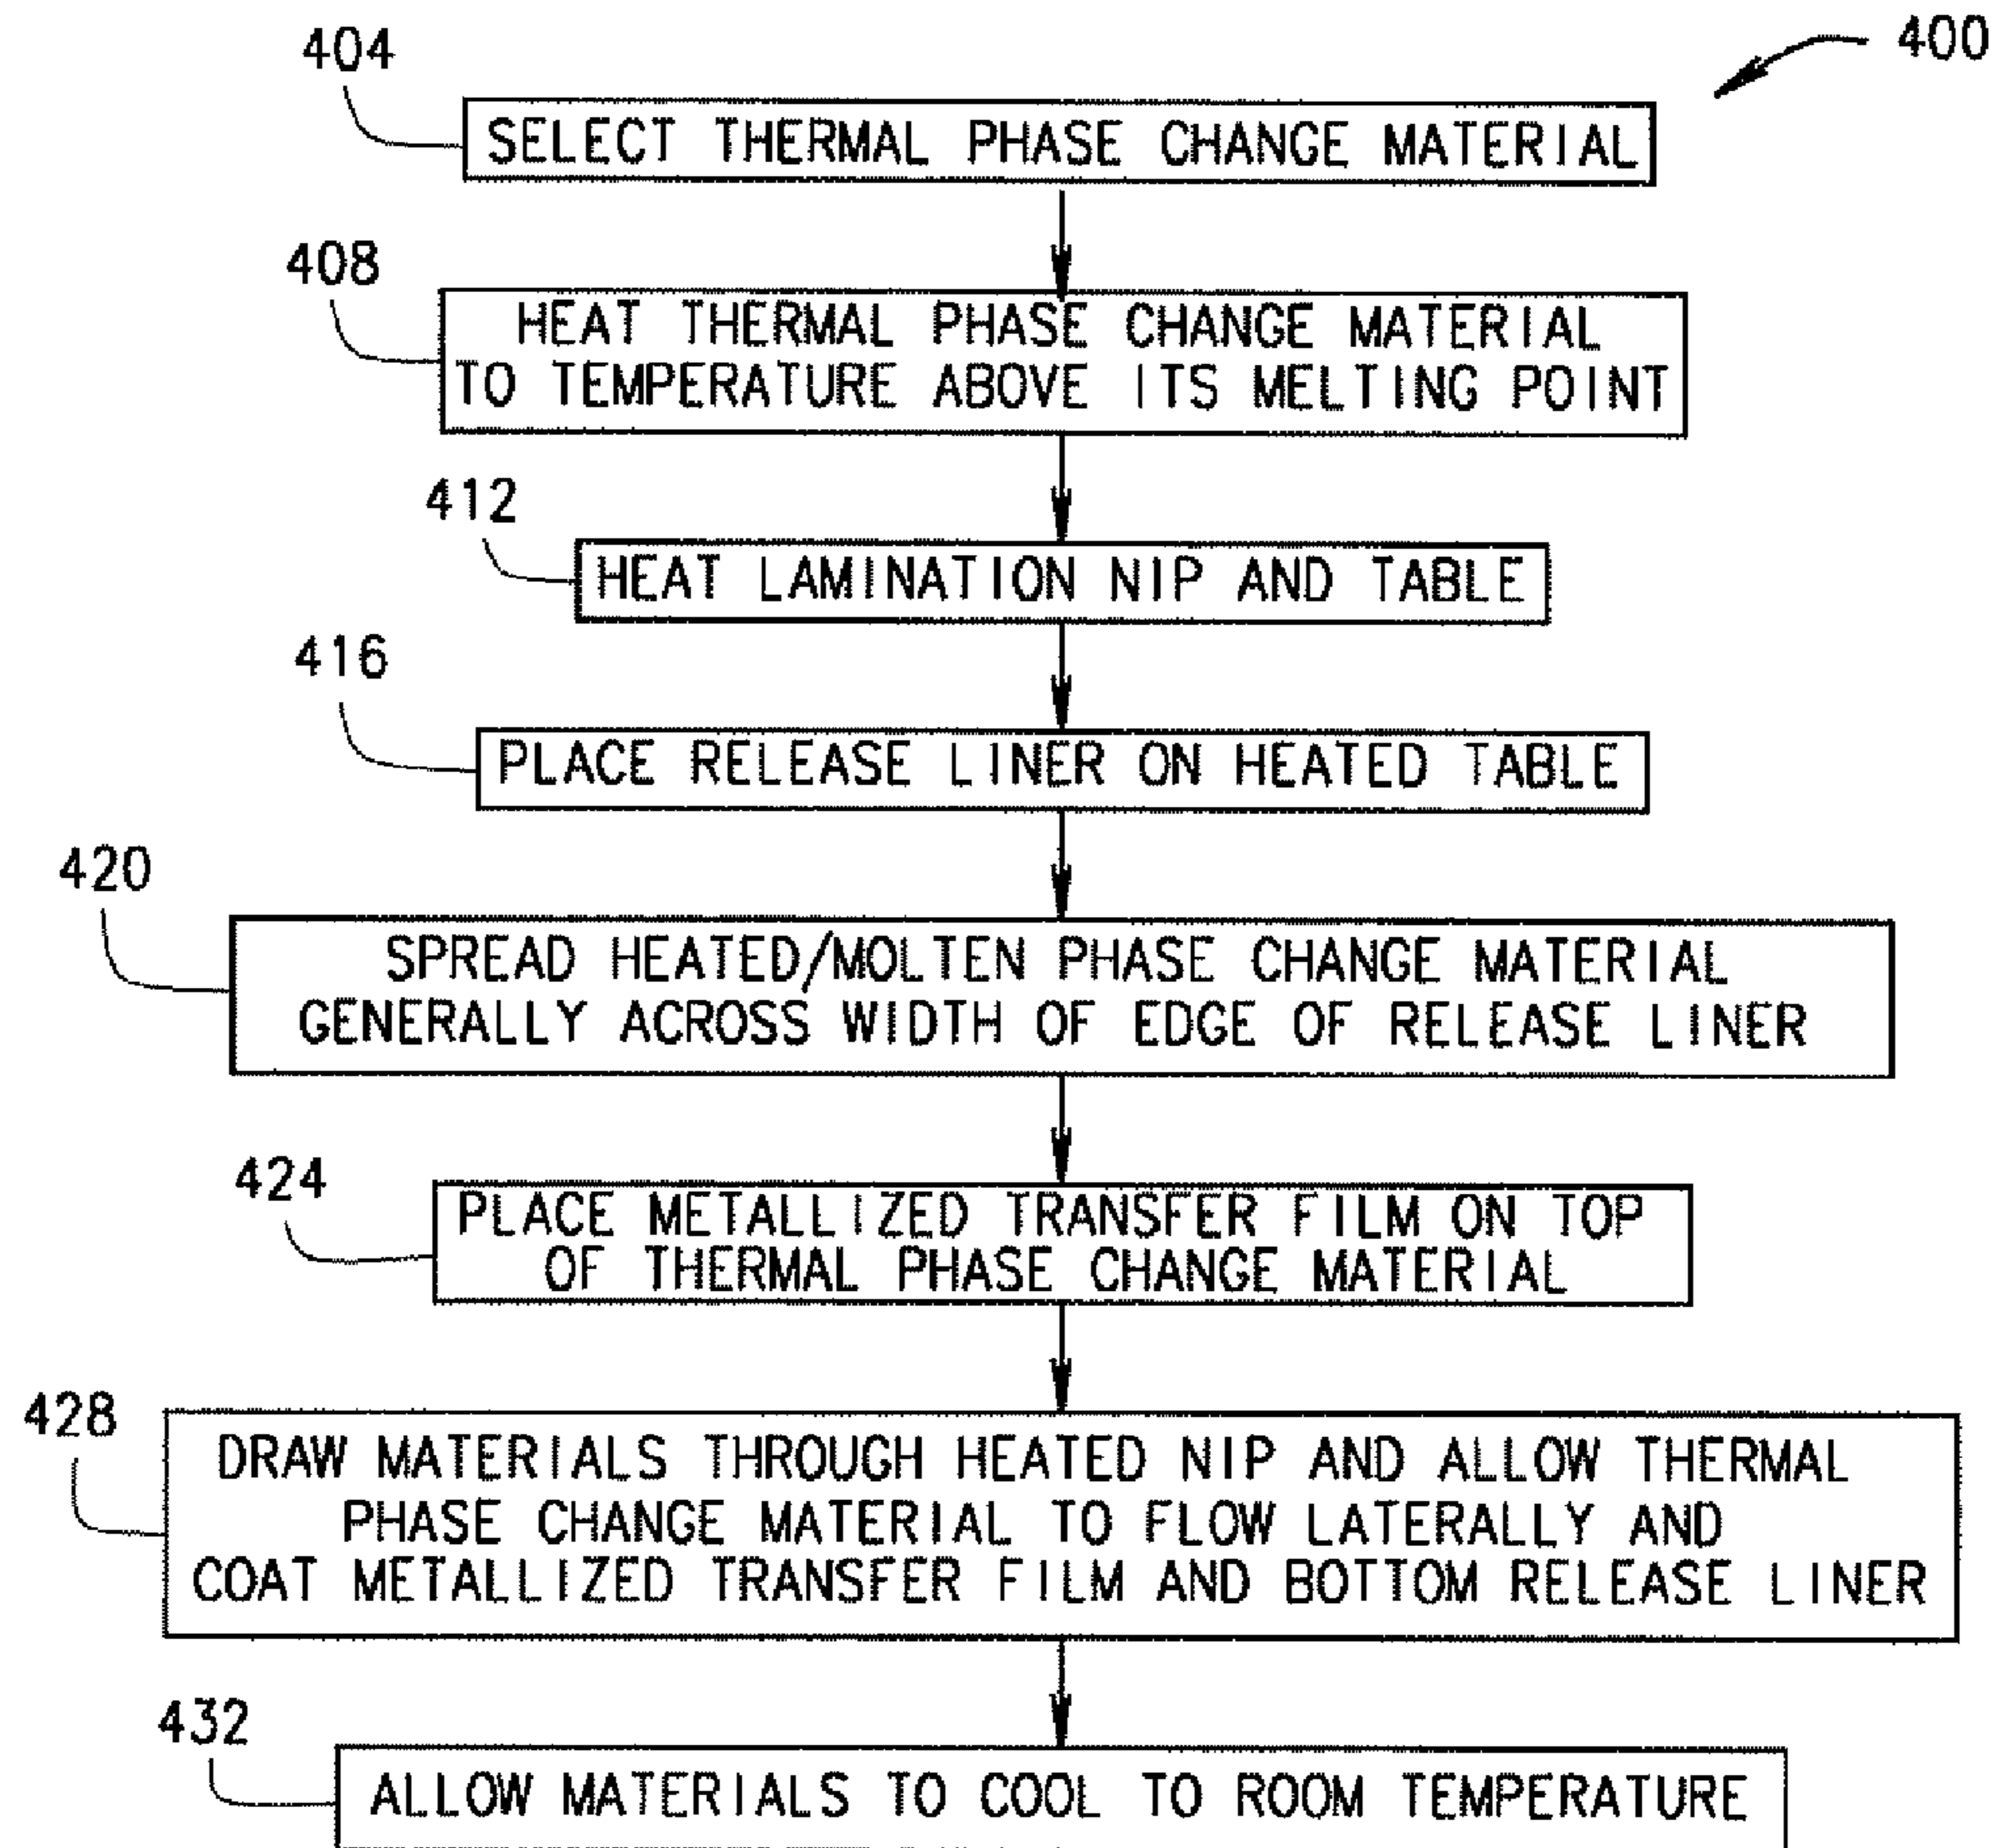 400
404
SELECT THERMAL PHASE CHANGE MATERIAL
408
HEAT THERMAL PHASE CHANGE MATERIAL
TO TEMPERATURE ABOVE ITS MELTING POINT
412
HEAT LAMINATION NIP AND TABLE
416
PLACE RELEASE LINER ON HEATED TABLE
420
SPREAD HEATED/MOLTEN PHASE CHANGE MATERIAL
GENERALLY ACROSS WIDTH OF EDGE OF RELEASE LINER
424
PLACE METALLIZED TRANSFER FILM ON TOP
OF THERMAL PHASE CHANGE MATERIAL
428
DRAW MATERIALS THROUGH HEATED NIP AND ALLOW THERMAL
PHASE CHANGE MATERIAL TO FLOW LATERALLY AND
COAT METALLIZED TRANSFER FILM AND BOTTOM RELEASE LINER
432
ALLOW MATERIALS TO COOL TO ROOM TEMPERATURE